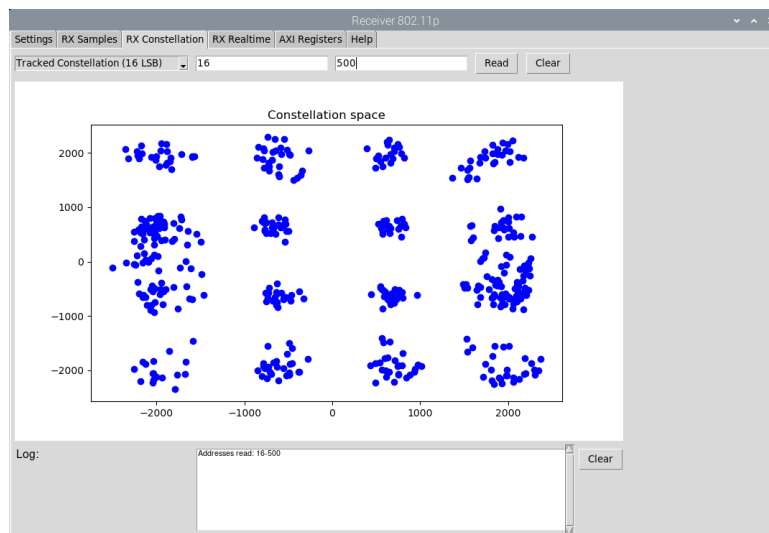 Receiver 802.11p
Settings RX Samples RX Constellation RX Realtime AXI Registers Help
Tracked Constellation (16 LSB) 16 500 Read Clear
Constellation space
2000
1000
0
−1000
−2000
−2000 −1000 0 1000 2000
Log: Addresses read: 16-500 Clear